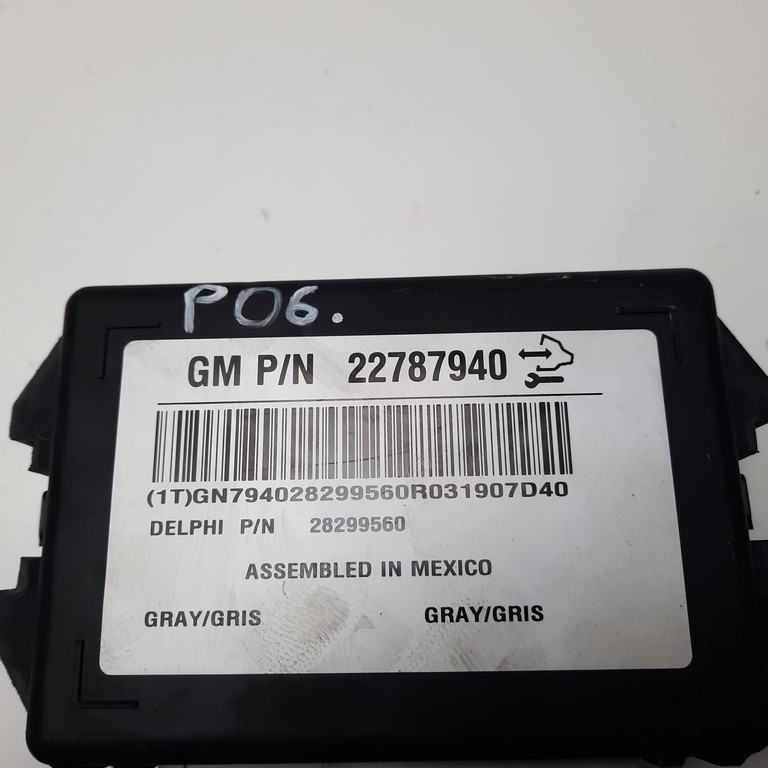 P06.
GM P/N 22787940
(1T)GN794028299560R031907D40
DELPHI P/N 28299560
ASSEMBLED IN MEXICO
GRAY/GRIS GRAY/GRIS